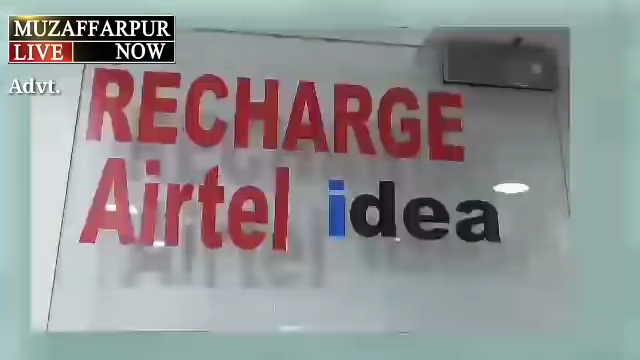 MUZAFFARPUR
LIVE NOW
Advt.
RECHARGE
Airtel idea